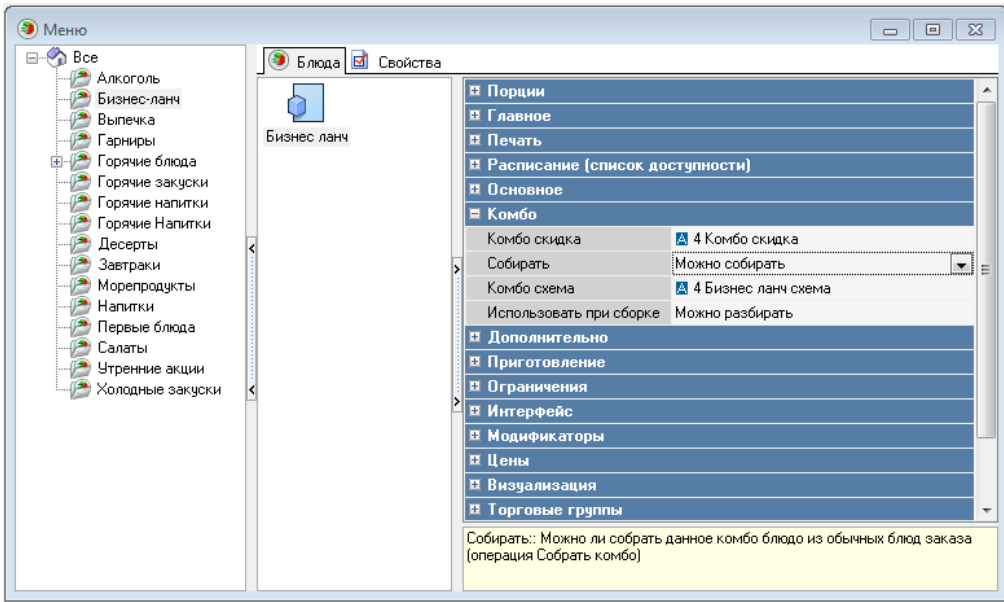 Меню
Все
Алкоголь
Бизнес-ланч
Выпечка
Гарниры
Горячие блюда
Горячие закуски
Горячие напитки
Горячие Напитки
Десерты
Завтраки
Морепродукты
Напитки
Первые блюда
Салаты
Утренние акции
Холодные закуски
Блюда Свойства
Бизнес ланч
Порции
Главное
Печать
Расписание (список доступности)
Основное
Комбо
Комбо скидка A 4 Комбо скидка
Собирать Можно собирать
Комбо схема A 4 Бизнес ланч схема
Использовать при сборке Можно разбирать
Дополнительно
Приготовление
Ограничения
Интерфейс
Модификаторы
Цены
Визуализация
Торговые группы
Собирать:: Можно ли собрать данное комбо блюдо из обычных блюд заказа
(операция Собрать комбо)